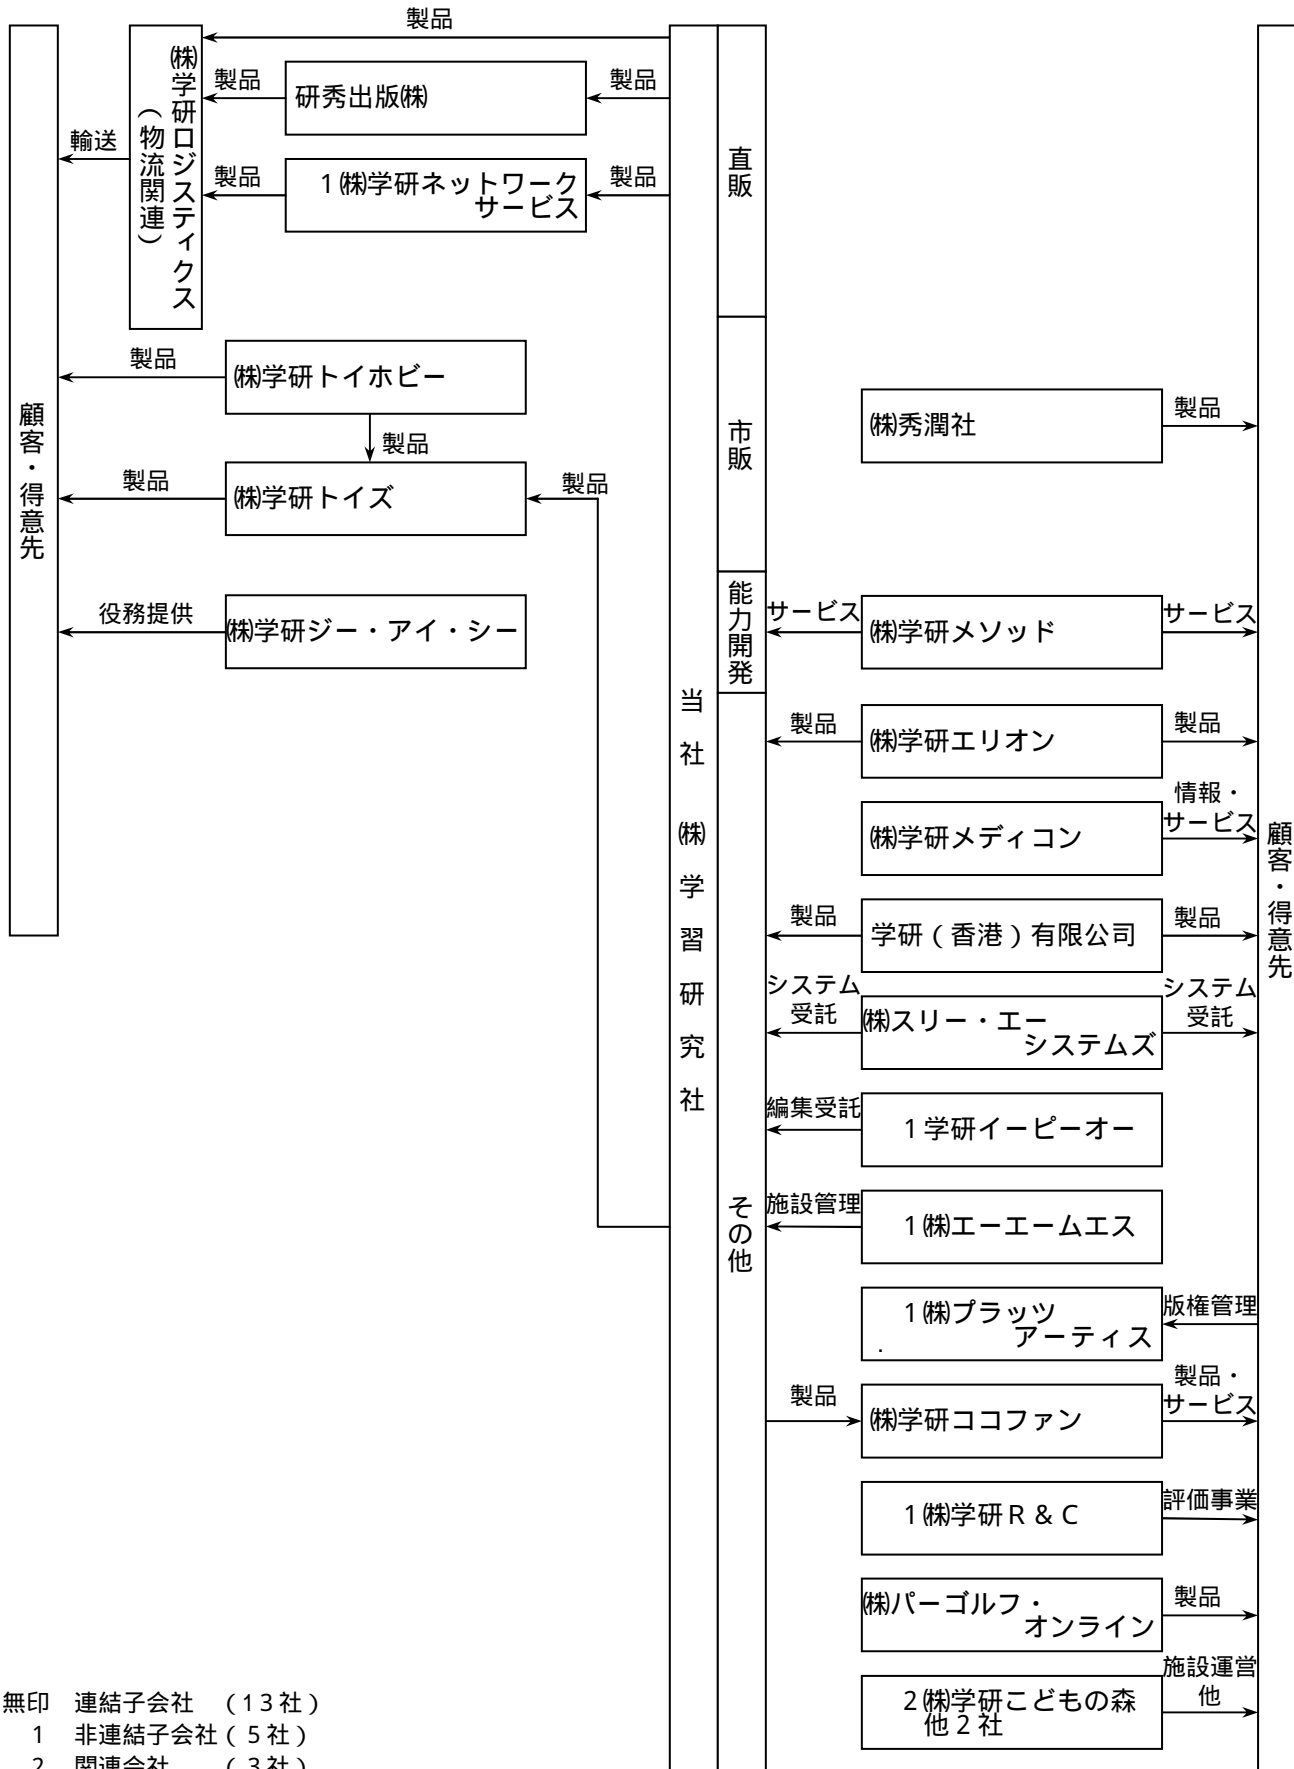 製品
㈱学研ロジスティクス
（物流関連）
製品
研秀出版㈱
製品
輸送
製品
1㈱学研ネットワーク
サービス
製品
直販
製品
㈱学研トイホビー
製品
製品
㈱学研トイズ
製品
役務提供
㈱学研ジー・アイ・シー
顧客・得意先
当社 ㈱学習研究社
市販
㈱秀潤社
製品
能力開発
サービス
㈱学研メソッド
サービス
製品
㈱学研エリオン
製品
㈱学研メディコン
情報・
サービス
製品
学研（香港）有限公司
製品
システム
受託
㈱スリー・エー
システムズ
システム
受託
編集受託
1学研イーピーオー
その他
施設管理
1㈱エーエームエス
1㈱プラッツ
アーティス
.
版権管理
製品
㈱学研ココファン
製品・
サービス
1㈱学研Ｒ＆Ｃ
評価事業
㈱パーゴルフ・
オンライン
製品
2㈱学研こどもの森
他２社
施設運営
他
顧客・得意先
無印 連結子会社 （13社）
1 非連結子会社（5社）
2 関連会社 （3社）